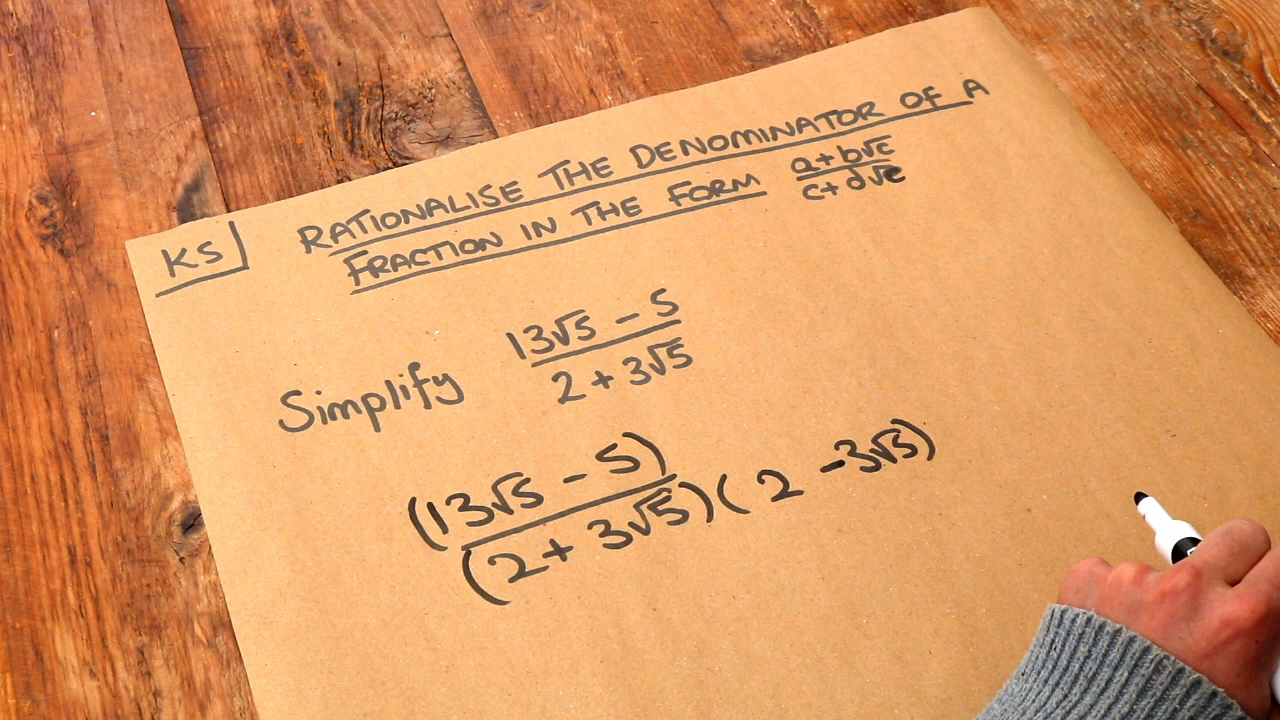 K5
RATIONALISE THE DENOMINATOR OF A
FRACTION IN THE FORM (a+b√c)/(c+d√e)
Simplify (13√5 - 5)/(2 + 3√5)
(13√5 - 5)
(2 + 3√5)(2 - 3√5)